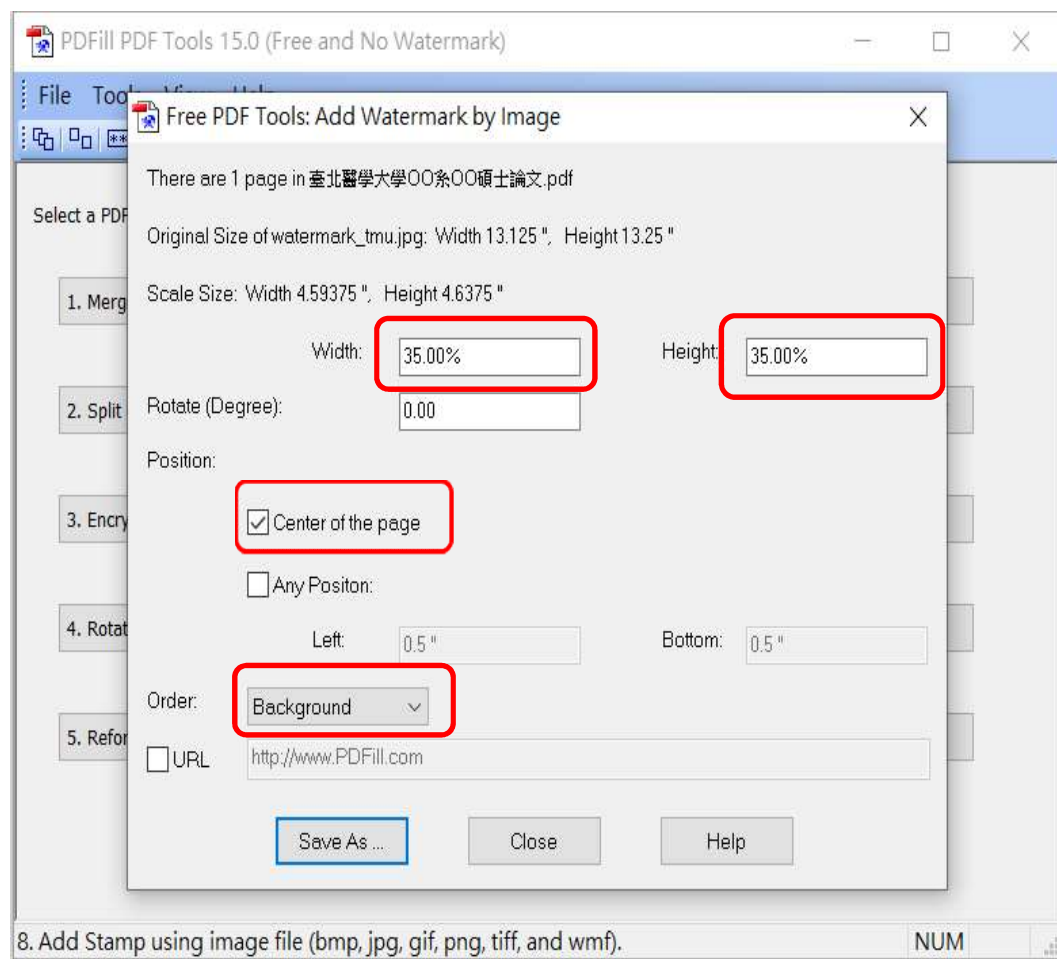 PDFill PDF Tools 15.0 (Free and No Watermark)
File
Free PDF Tools: Add Watermark by Image
There are 1 page in 臺北醫學大學OO系OO碩士論文.pdf
Select a PDF
Original Size of watermark_tmu.jpg: Width 13.125 ", Height 13.25 "
Scale Size: Width 4.59375 ", Height 4.6375 "
1. Merg
Width: 35.00% Height: 35.00%
2. Split
Rotate (Degree): 0.00
Position:
3. Encry
Center of the page
Any Positon:
4. Rotat
Left: 0.5 " Bottom: 0.5 "
Order: Background
5. Refor
URL http://www.PDFill.com
Save As ... Close Help
8. Add Stamp using image file (bmp, jpg, gif, png, tiff, and wmf). NUM